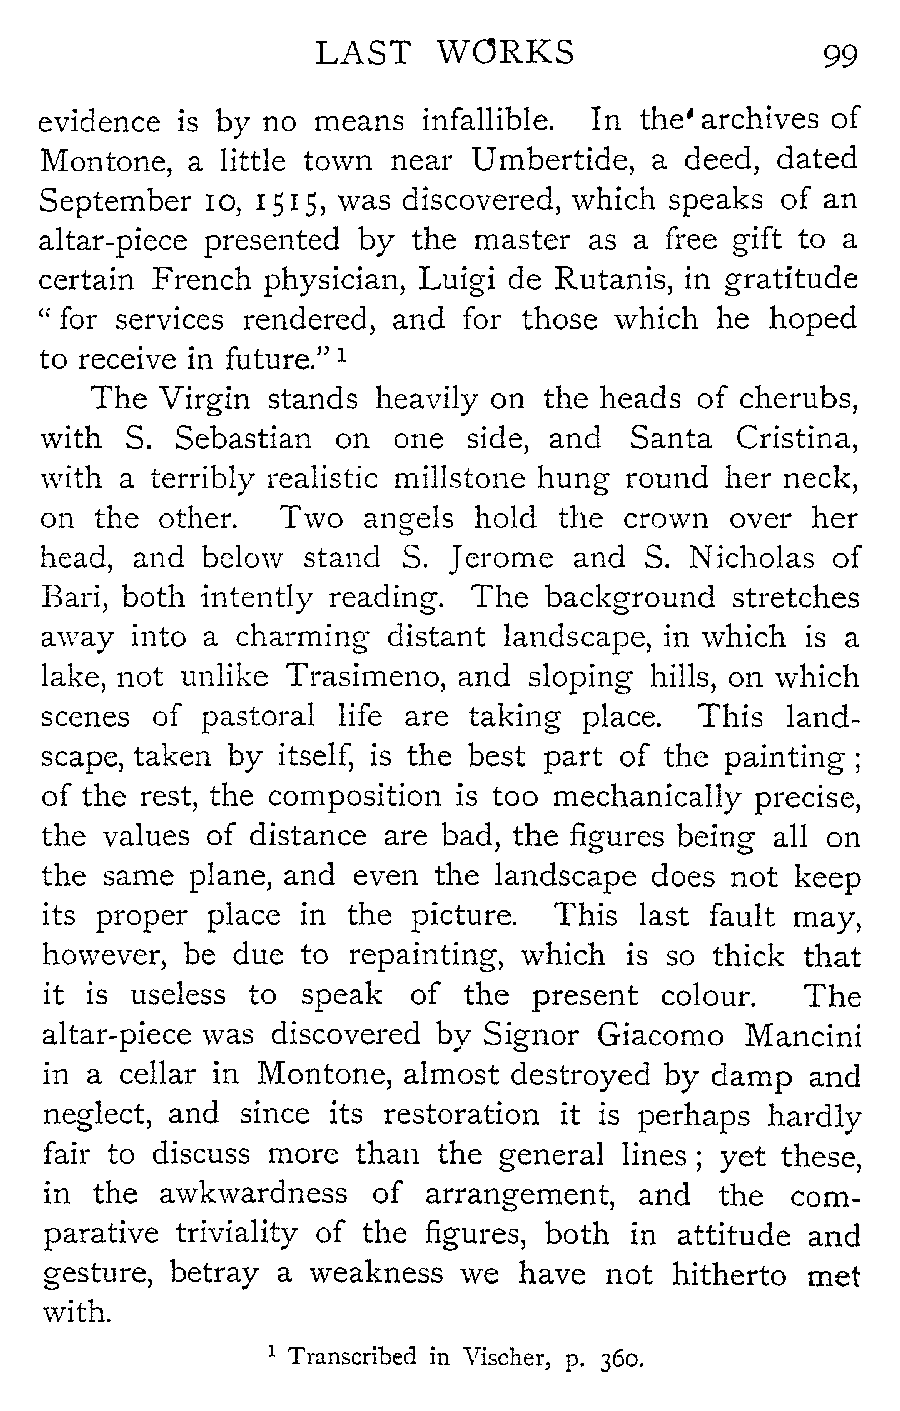 LAST WORKS 99
evidence is by no means infallible. In the archives of
Montone, a little town near Umbertide, a deed, dated
September 10, 1515, was discovered, which speaks of an
altar-piece presented by the master as a free gift to a
certain French physician, Luigi de Rutanis, in gratitude
“for services rendered, and for those which he hoped
to receive in future.” ¹
The Virgin stands heavily on the heads of cherubs,
with S. Sebastian on one side, and Santa Cristina,
with a terribly realistic millstone hung round her neck,
on the other. Two angels hold the crown over her
head, and below stand S. Jerome and S. Nicholas of
Bari, both intently reading. The background stretches
away into a charming distant landscape, in which is a
lake, not unlike Trasimeno, and sloping hills, on which
scenes of pastoral life are taking place. This land-
scape, taken by itself, is the best part of the painting;
of the rest, the composition is too mechanically precise,
the values of distance are bad, the figures being all on
the same plane, and even the landscape does not keep
its proper place in the picture. This last fault may,
however, be due to repainting, which is so thick that
it is useless to speak of the present colour. The
altar-piece was discovered by Signor Giacomo Mancini
in a cellar in Montone, almost destroyed by damp and
neglect, and since its restoration it is perhaps hardly
fair to discuss more than the general lines; yet these,
in the awkwardness of arrangement, and the com-
parative triviality of the figures, both in attitude and
gesture, betray a weakness we have not hitherto met
with.
¹ Transcribed in Vischer, p. 360.